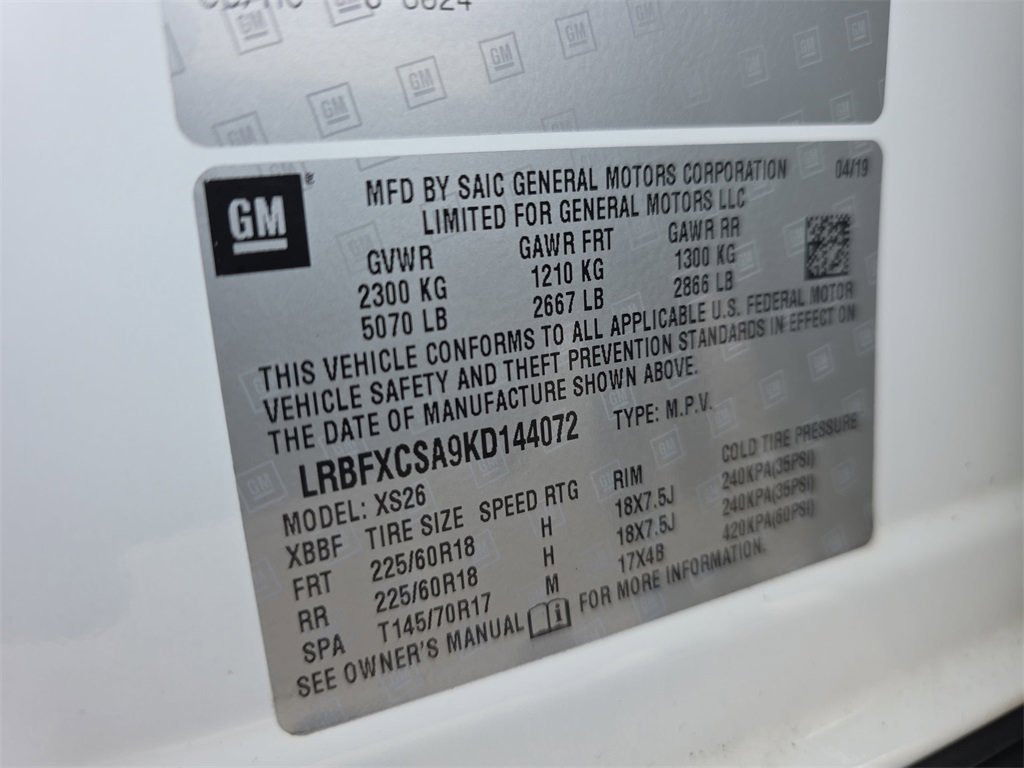 GM
MFD BY SAIC GENERAL MOTORS CORPORATION 04/19
LIMITED FOR GENERAL MOTORS LLC
GVWR GAWR FRT GAWR RR
2300 KG 1210 KG 1300 KG
5070 LB 2667 LB 2866 LB
THIS VEHICLE CONFORMS TO ALL APPLICABLE U.S. FEDERAL MOTOR
VEHICLE SAFETY AND THEFT PREVENTION STANDARDS IN EFFECT ON
THE DATE OF MANUFACTURE SHOWN ABOVE.
LRBFXCSA9KD144072 TYPE: M.P.V.
MODEL: XS26
XBBF TIRE SIZE SPEED RTG RIM COLD TIRE PRESSURE
FRT 225/60R18 H 18X7.5J 240KPA(35PSI)
RR 225/60R18 H 18X7.5J 240KPA(35PSI)
SPA T145/70R17 M 17X4B 420KPA(60PSI)
SEE OWNER'S MANUAL FOR MORE INFORMATION.